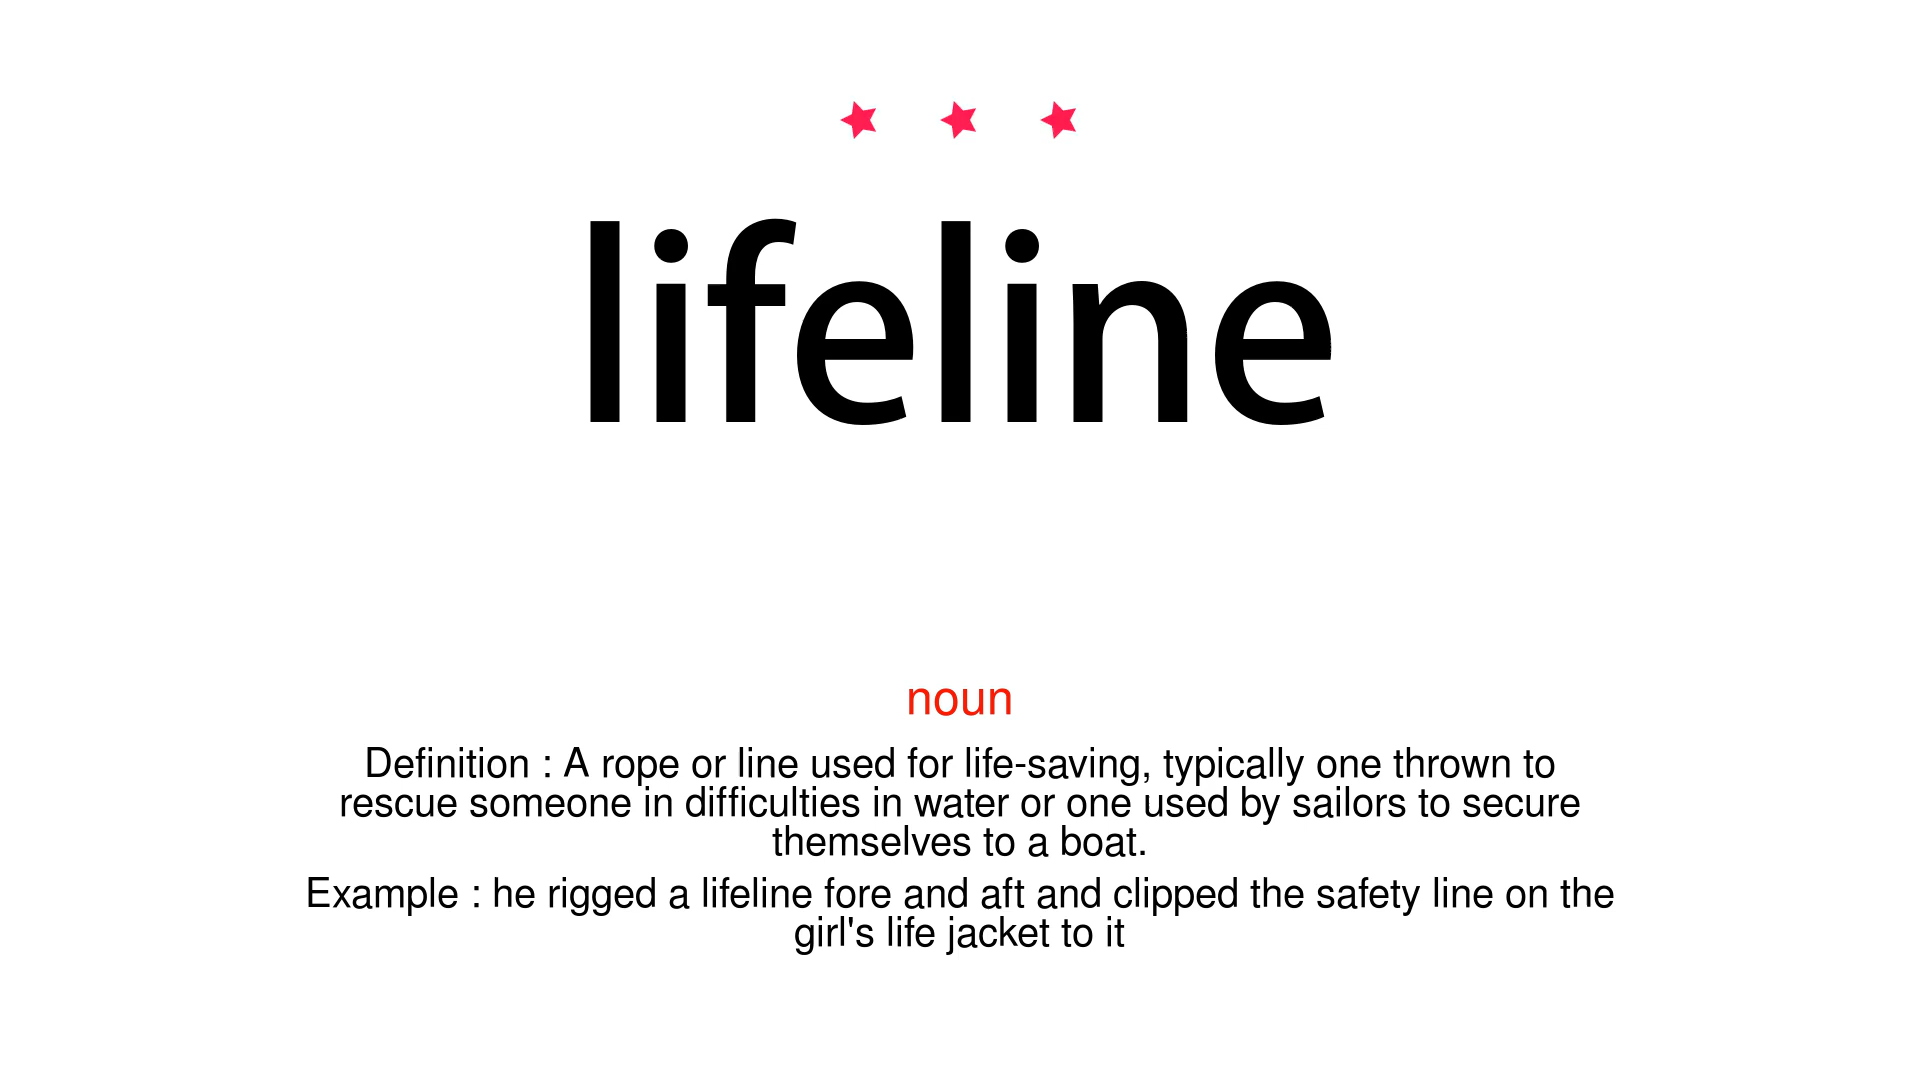 lifeline
noun
Definition : A rope or line used for life-saving, typically one thrown to
rescue someone in difficulties in water or one used by sailors to secure
themselves to a boat.
Example : he rigged a lifeline fore and aft and clipped the safety line on the
girl's life jacket to it